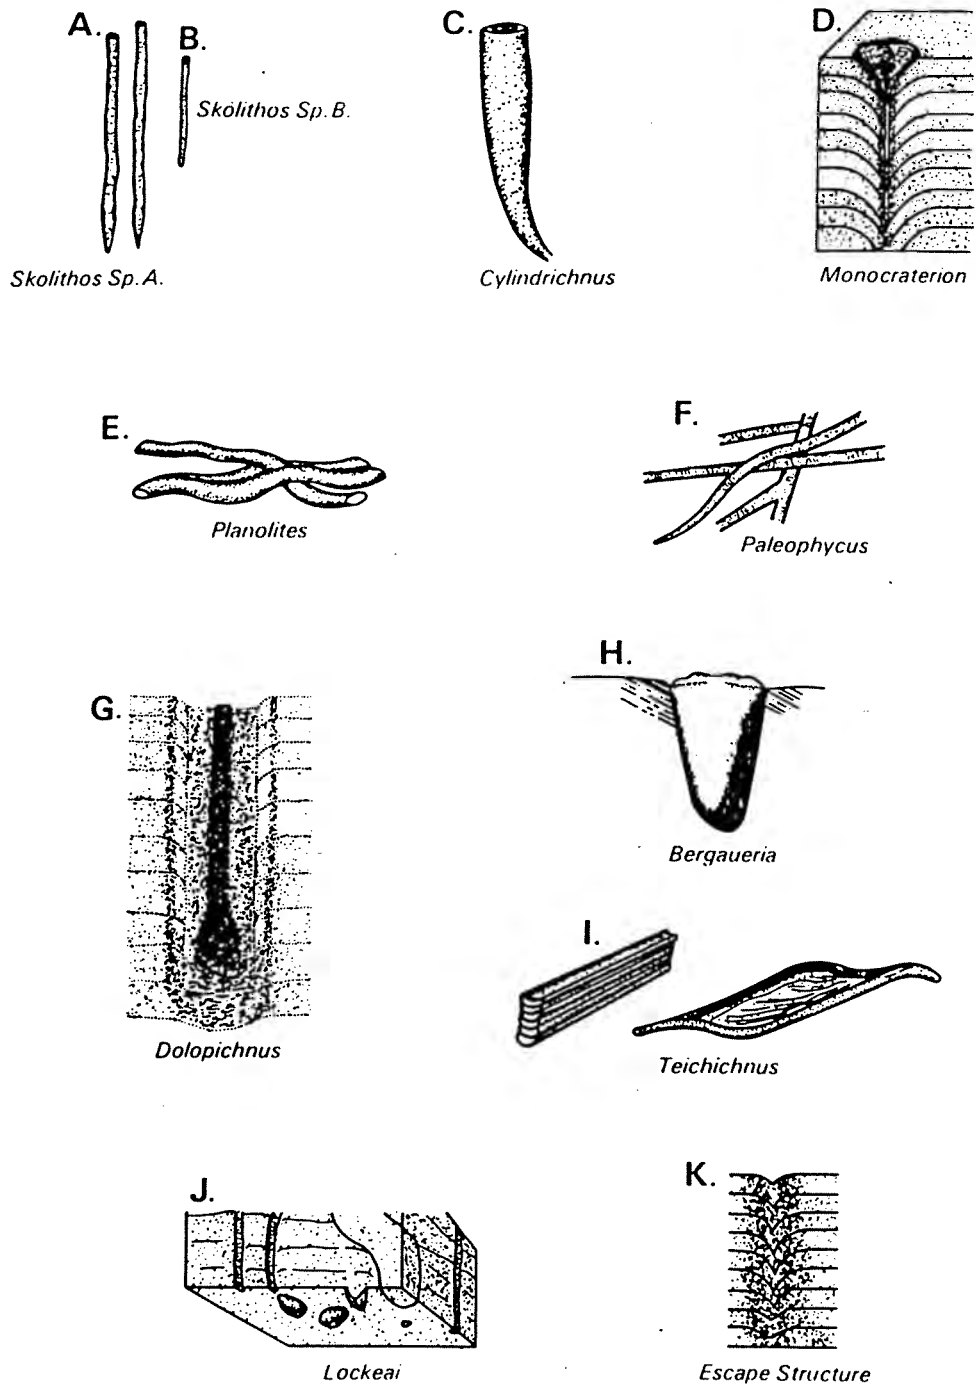 A.
B.
Skolithos Sp. B.
Skolithos Sp. A.
C.
Cylindrichnus
D.
Monocraterion
E.
Planolites
F.
Paleophycus
G.
Dolopichnus
H.
Bergaueria
I.
Teichichnus
J.
Lockeai
K.
Escape Structure